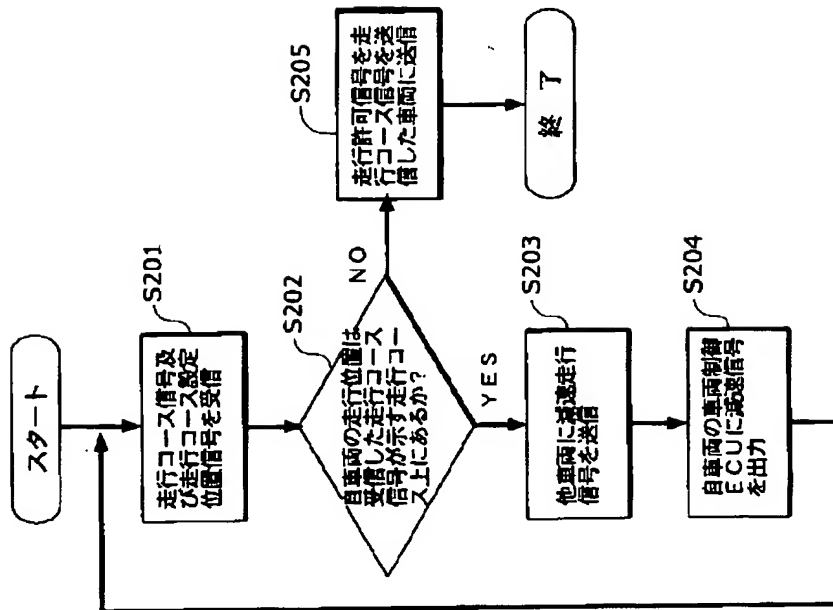 スタート
S201
走行コース信号及
び走行コース設定
位置信号を受信
S202
自車両の走行位置は
受信した走行コース
信号が示す走行コー
ス上にあるか？
NO
S205
走行許可信号を走
行コース信号を送
信した車両に送信
終了
YES
S203
他車両に減速走行
信号を送信
S204
自車両の車両制御
ECUに減速信号
を出力